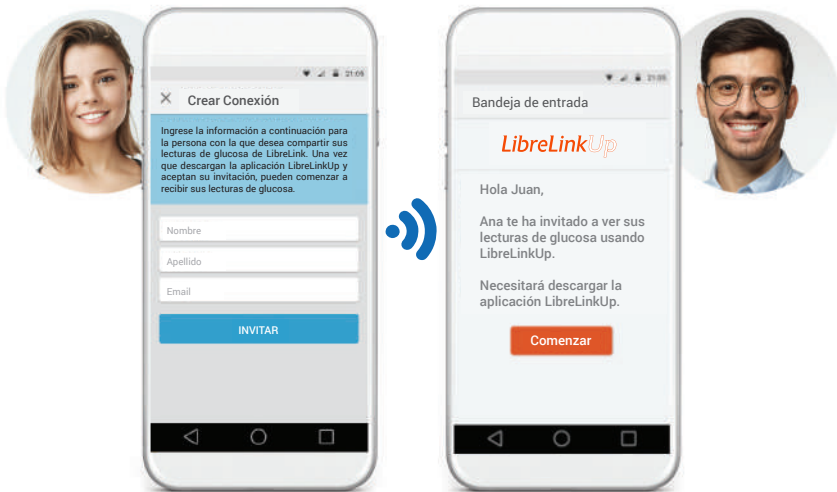 21:05
Crear Conexión
Ingrese la información a continuación para
la persona con la que desea compartir sus
lecturas de glucosa de LibreLink. Una vez
que descargan la aplicación LibreLinkUp y
aceptan su invitación, pueden comenzar a
recibir sus lecturas de glucosa.
Nombre
Apellido
Email
INVITAR
21:05
Bandeja de entrada
LibreLinkUp
Hola Juan,
Ana te ha invitado a ver sus
lecturas de glucosa usando
LibreLinkUp.
Necesitará descargar la
aplicación LibreLinkUp.
Comenzar